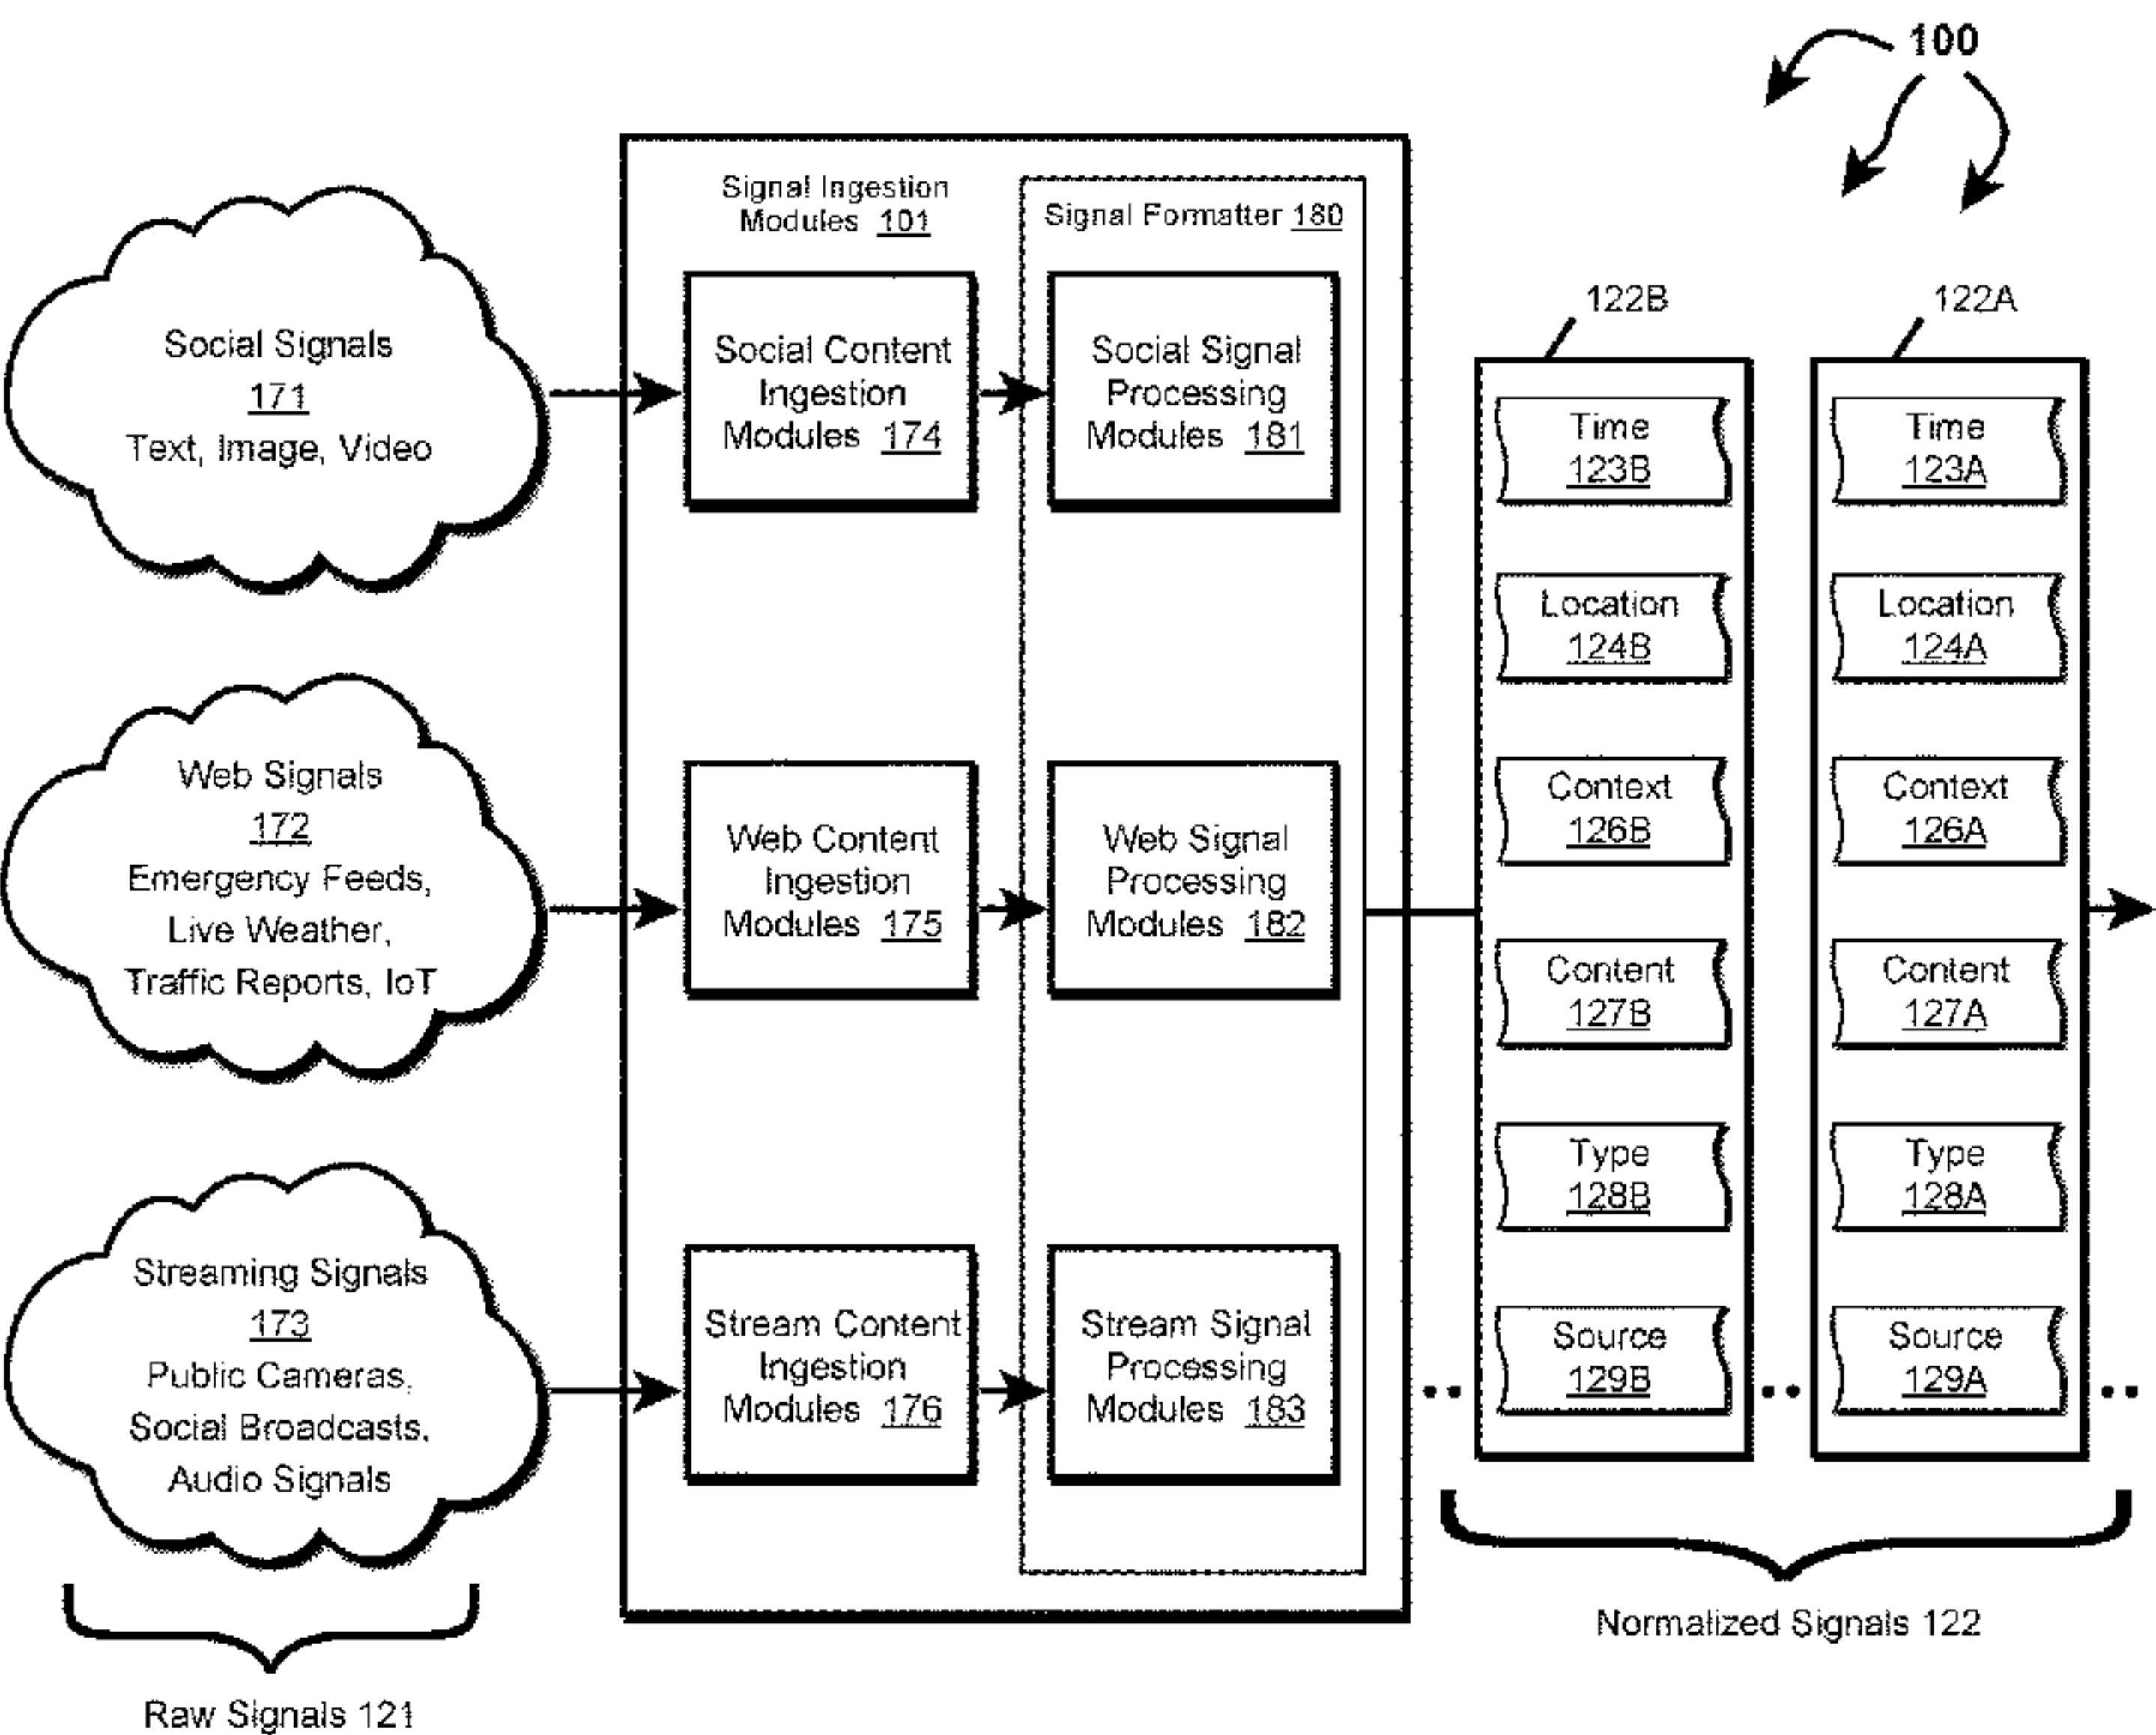 100
Signal Ingestion
Modules 101
Signal Formatter 180
Social Signals
171
Text, Image, Video
Social Content
Ingestion
Modules 174
Social Signal
Processing
Modules 181
Web Signals
172
Emergency Feeds,
Live Weather,
Traffic Reports, IoT
Web Content
Ingestion
Modules 175
Web Signal
Processing
Modules 182
Streaming Signals
173
Public Cameras,
Social Broadcasts,
Audio Signals
Stream Content
Ingestion
Modules 176
Stream Signal
Processing
Modules 183
122B
Time
123B
Location
124B
Context
126B
Content
127B
Type
128B
Source
129B
122A
Time
123A
Location
124A
Context
126A
Content
127A
Type
128A
Source
129A
Raw Signals 121
Normalized Signals 122